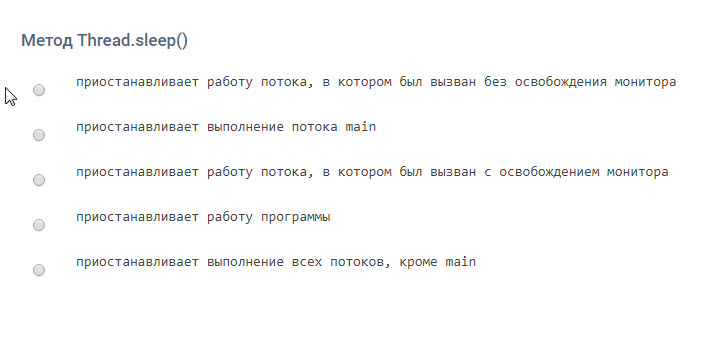 Метод Thread.sleep()
приостанавливает работу потока, в котором был вызван без освобождения монитора
приостанавливает выполнение потока main
приостанавливает работу потока, в котором был вызван с освобождением монитора
приостанавливает работу программы
приостанавливает выполнение всех потоков, кроме main